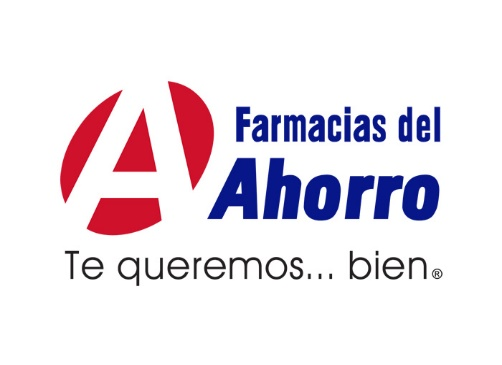 A
Farmacias del
Ahorro
Te queremos... bien®